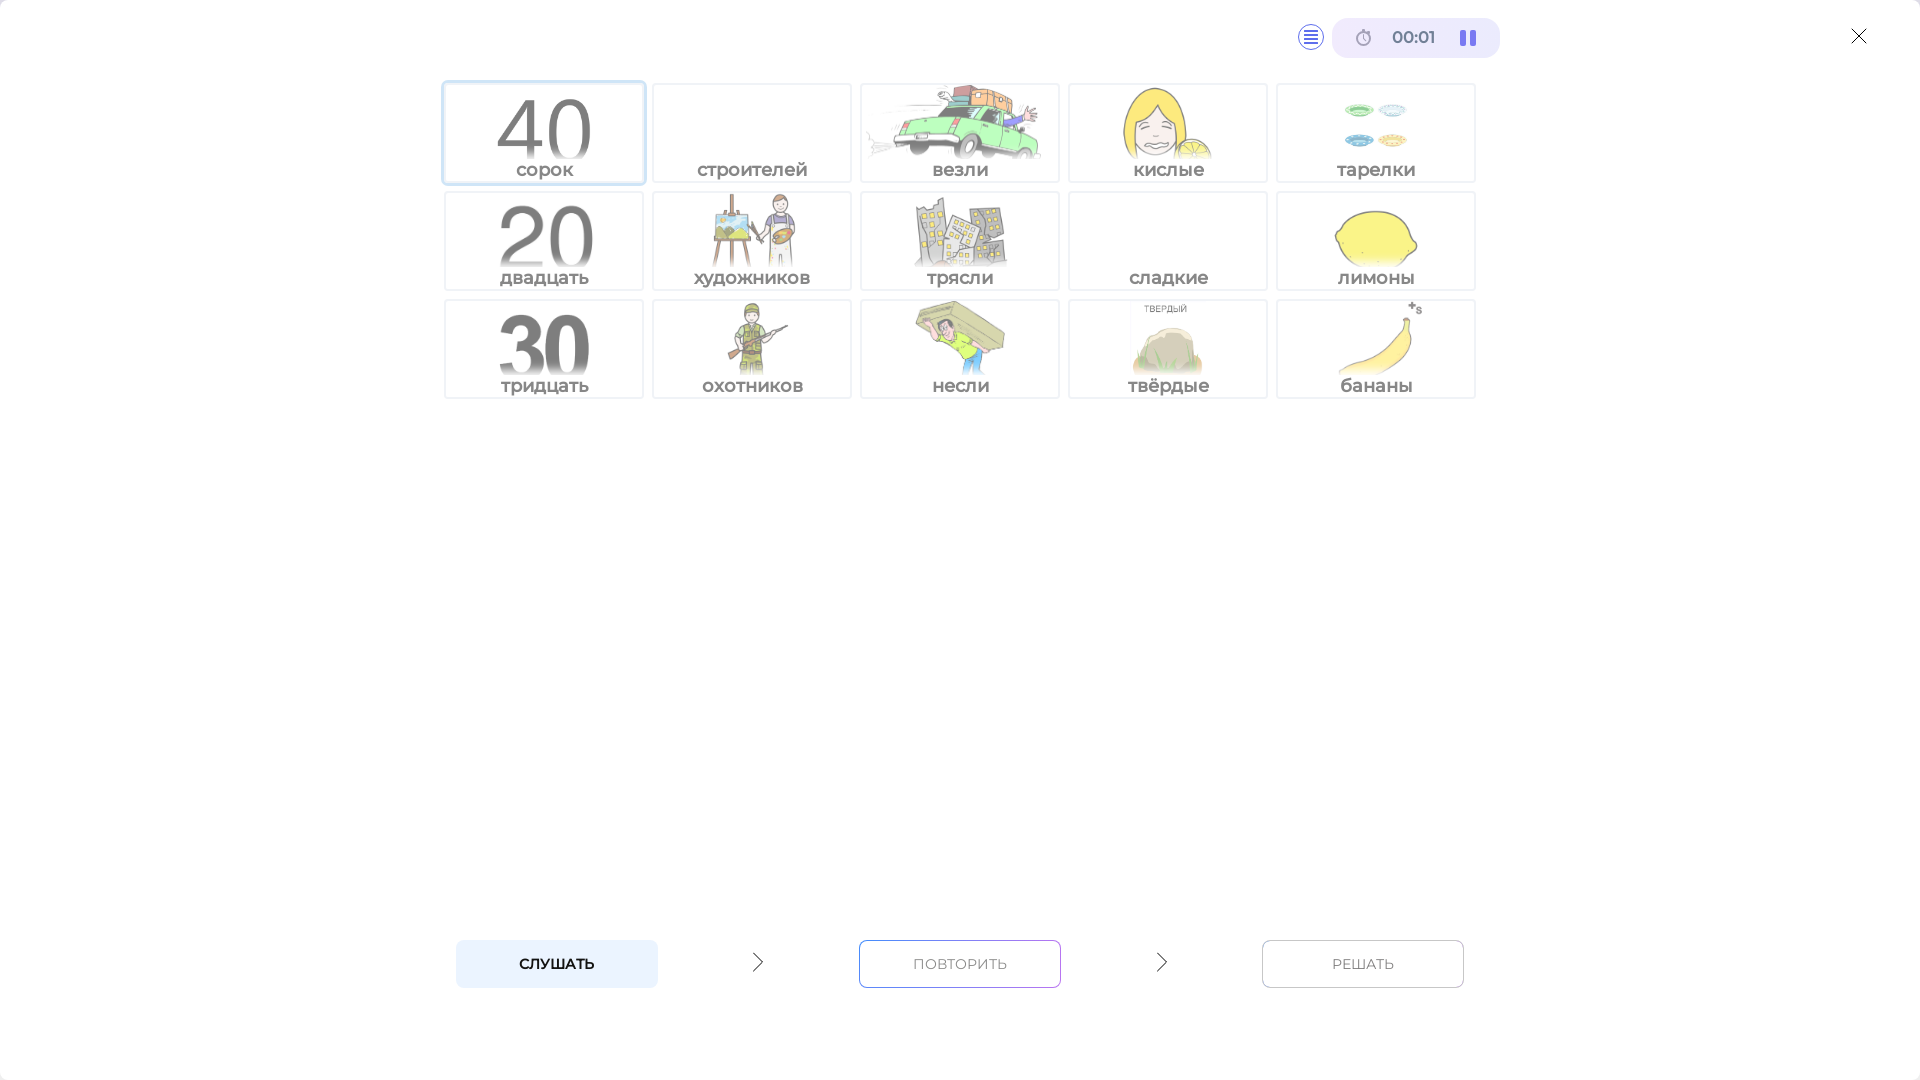 00:01
40
сорок
строителей
везли
кислые
тарелки
20
двадцать
художников
трясли
сладкие
лимоны
30
тридцать
охотников
несли
ТВЕРДЫЙ
твёрдые
+s
бананы
СЛУШАТЬ
ПОВТОРИТЬ
РЕШАТЬ